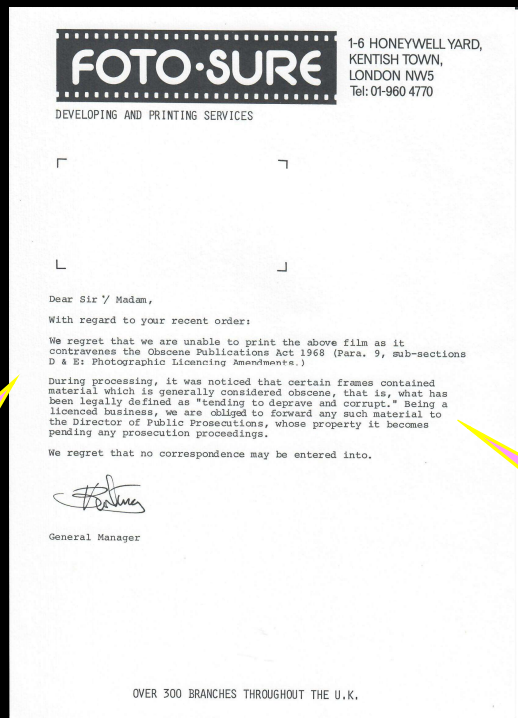 FOTO·SURE
1-6 HONEYWELL YARD,
KENTISH TOWN,
LONDON NW5
Tel: 01-960 4770
DEVELOPING AND PRINTING SERVICES
Dear Sir / Madam,
With regard to your recent order:
We regret that we are unable to print the above film as it
contravenes the Obscene Publications Act 1968 (Para. 9, sub-sections
D & E: Photographic Licencing Amendments.)
During processing, it was noticed that certain frames contained
material which is generally considered obscene, that is, what has
been legally defined as "tending to deprave and corrupt." Being a
licenced business, we are obliged to forward any such material to
the Director of Public Prosecutions, whose property it becomes
pending any prosecution proceedings.
We regret that no correspondence may be entered into.
General Manager
OVER 300 BRANCHES THROUGHOUT THE U.K.